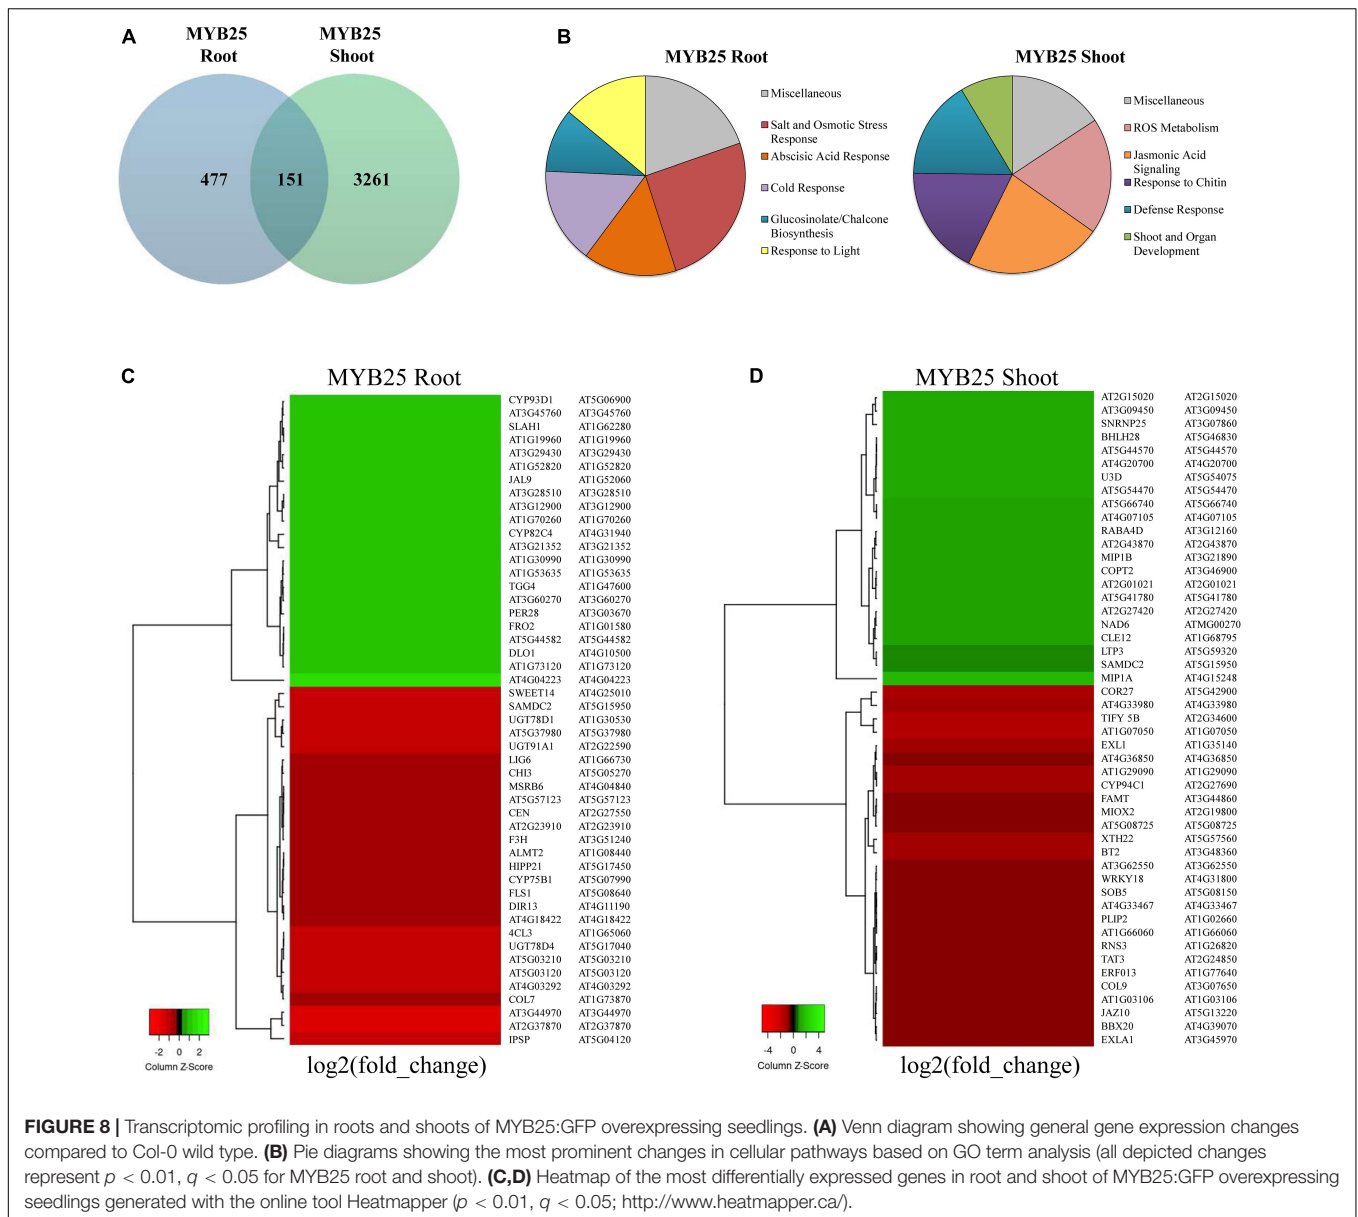 A
MYB25
Root
MYB25
Shoot
477
151
3261
B
MYB25 Root
Miscellaneous
Salt and Osmotic Stress
Response
Abscisic Acid Response
Cold Response
Glucosinolate/Chalcone
Biosynthesis
Response to Light
MYB25 Shoot
Miscellaneous
ROS Metabolism
Jasmonic Acid
Signaling
Response to Chitin
Defense Response
Shoot and Organ
Development
C
MYB25 Root
CYP93D1 AT5G06900
AT3G45760 AT3G45760
SLAH1 AT1G62280
AT1G19960 AT1G19960
AT3G29430 AT3G29430
AT1G52820 AT1G52820
JAL9 AT1G52060
AT3G28510 AT3G28510
AT3G12900 AT3G12900
AT1G70260 AT1G70260
CYP82C4 AT4G31940
AT3G21352 AT3G21352
AT1G30990 AT1G30990
AT1G53635 AT1G53635
TGG4 AT1G47600
AT3G60270 AT3G60270
PER28 AT3G03670
FRO2 AT1G01580
AT5G44582 AT5G44582
DLO1 AT4G10500
AT1G73120 AT1G73120
AT4G04223 AT4G04223
SWEET14 AT4G25010
SAMDC2 AT5G15950
UGT78D1 AT1G30530
AT5G37980 AT5G37980
UGT91A1 AT2G22590
LIG6 AT1G66730
CHI3 AT5G05270
MSRB6 AT4G04840
AT5G57123 AT5G57123
CEN AT2G27550
AT2G23910 AT2G23910
F3H AT3G51240
ALMT2 AT1G08440
HIPP21 AT5G17450
CYP75B1 AT5G07990
FLS1 AT5G08640
DIR13 AT4G11190
AT4G18422 AT4G18422
4CL3 AT1G65060
UGT78D4 AT5G17040
AT5G03210 AT5G03210
AT5G03120 AT5G03120
AT4G03292 AT4G03292
COL7 AT1G73870
AT3G44970 AT3G44970
AT2G37870 AT2G37870
IPSP AT5G04120
-2 0 2
Column Z-Score
log2(fold_change)
D
MYB25 Shoot
AT2G15020 AT2G15020
AT3G09450 AT3G09450
SNRNP25 AT3G07860
BHLH28 AT5G46830
AT5G44570 AT5G44570
AT4G20700 AT4G20700
U3D AT5G54075
AT5G54470 AT5G54470
AT5G66740 AT5G66740
AT4G07105 AT4G07105
RABA4D AT3G12160
AT2G43870 AT2G43870
MIP1B AT3G21890
COPT2 AT3G46900
AT2G01021 AT2G01021
AT5G41780 AT5G41780
AT2G27420 AT2G27420
NAD6 ATMG00270
CLE12 AT1G68795
LTP3 AT5G59320
SAMDC2 AT5G15950
MIP1A AT4G15248
COR27 AT5G42900
AT4G33980 AT4G33980
TIFY 5B AT2G34600
AT1G07050 AT1G07050
EXL1 AT1G35140
AT4G36850 AT4G36850
AT1G29090 AT1G29090
CYP94C1 AT2G27690
FAMT AT3G44860
MIOX2 AT2G19800
AT5G08725 AT5G08725
XTH22 AT5G57560
BT2 AT3G48360
AT3G62550 AT3G62550
WRKY18 AT4G31800
SOB5 AT5G08150
AT4G33467 AT4G33467
PLIP2 AT1G02660
AT1G66060 AT1G66060
RNS3 AT1G26820
TAT3 AT2G24850
ERF013 AT1G77640
COL9 AT3G07650
AT1G03106 AT1G03106
JAZ10 AT5G13220
BBX20 AT4G39070
EXLA1 AT3G45970
-4 0 4
Column Z-Score
log2(fold_change)
FIGURE 8 | Transcriptomic profiling in roots and shoots of MYB25:GFP overexpressing seedlings. (A) Venn diagram showing general gene expression changes
compared to Col-0 wild type. (B) Pie diagrams showing the most prominent changes in cellular pathways based on GO term analysis (all depicted changes
represent p < 0.01, q < 0.05 for MYB25 root and shoot). (C,D) Heatmap of the most differentially expressed genes in root and shoot of MYB25:GFP overexpressing
seedlings generated with the online tool Heatmapper (p < 0.01, q < 0.05; http://www.heatmapper.ca/).